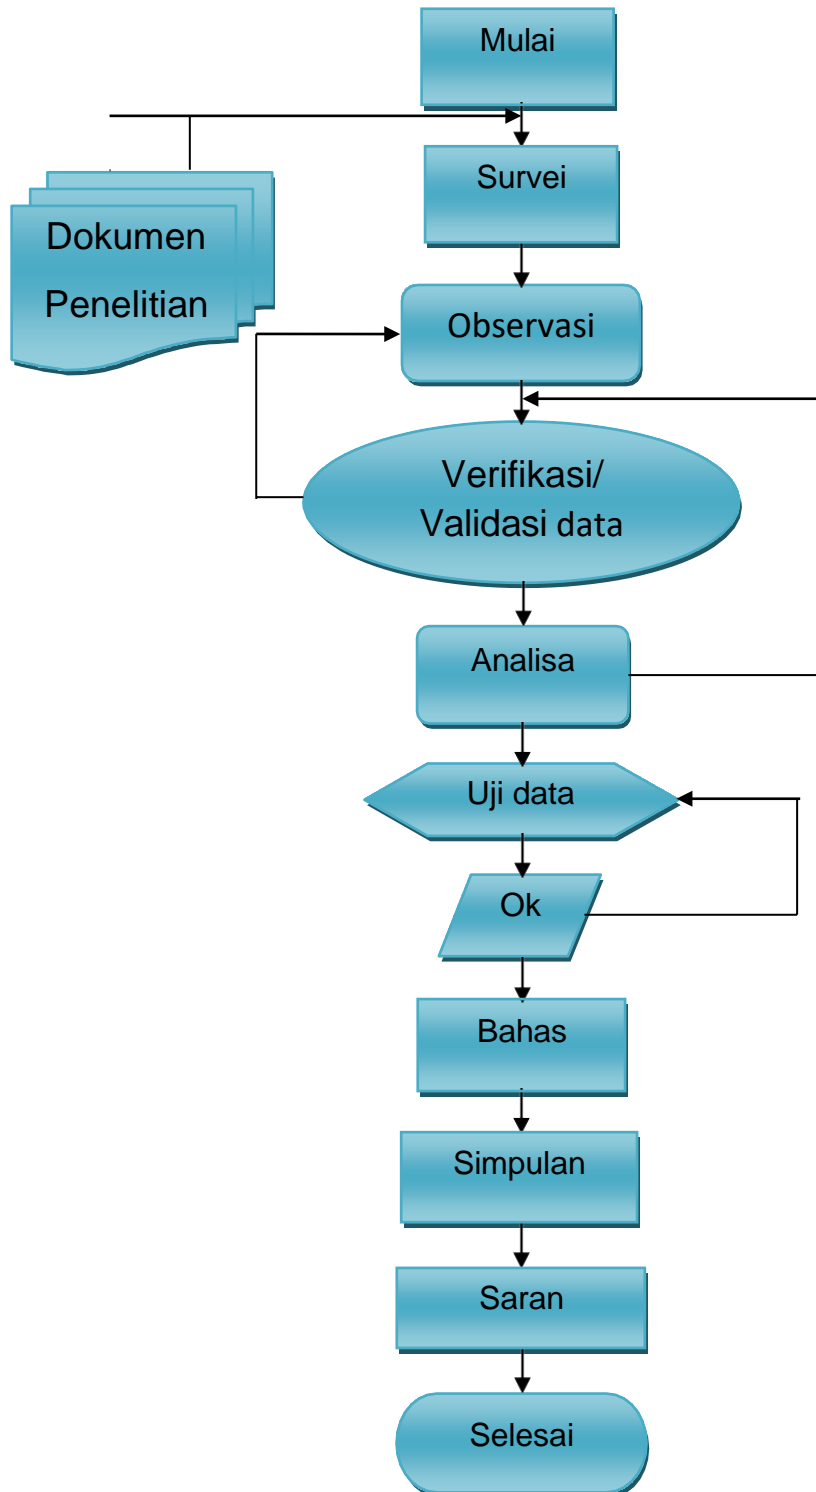 Mulai
Survei
Dokumen
Penelitian
Observasi
Verifikasi/
Validasi data
Analisa
Uji data
Ok
Bahas
Simpulan
Saran
Selesai